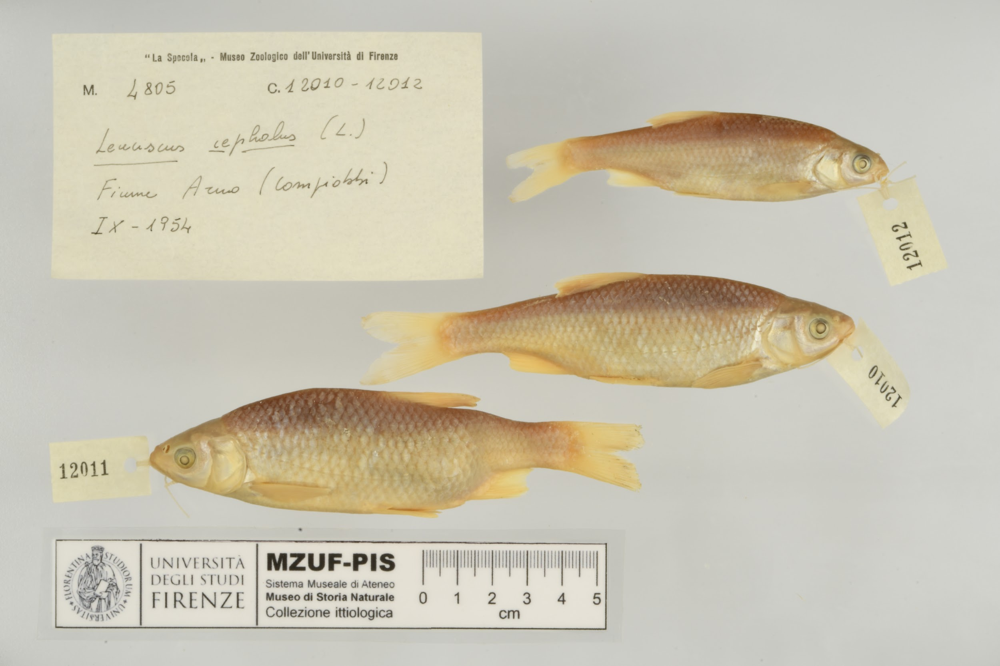 “La Specola„ - Museo Zoologico dell'Università di Firenze
M. 4805 C. 12010 - 12012
Leuciscus cephalus (L.)
Fiume Arno (Compiobbi)
IX - 1954
12012
12010
12011
FLORENTINA STUDIORUM UNIVERSITAS
UNIVERSITÀ
DEGLI STUDI
FIRENZE
MZUF-PIS
Sistema Museale di Ateneo
Museo di Storia Naturale
Collezione ittiologica
0 1 2 3 4 5
cm